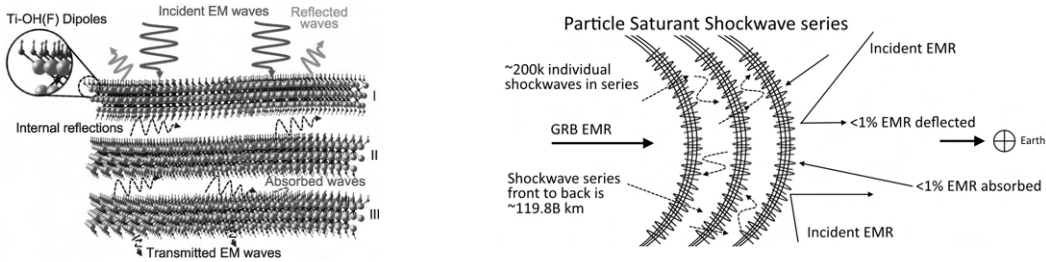 Ti-OH(F) Dipoles
Incident EM waves
Reflected
waves
I
Internal reflections
II
Absorbed waves
III
Transmitted EM waves
Particle Saturant Shockwave series
Incident EMR
~200k individual
shockwaves in series
GRB EMR
<1% EMR deflected
Earth
Shockwave series
front to back is
~119.8B km
<1% EMR absorbed
Incident EMR